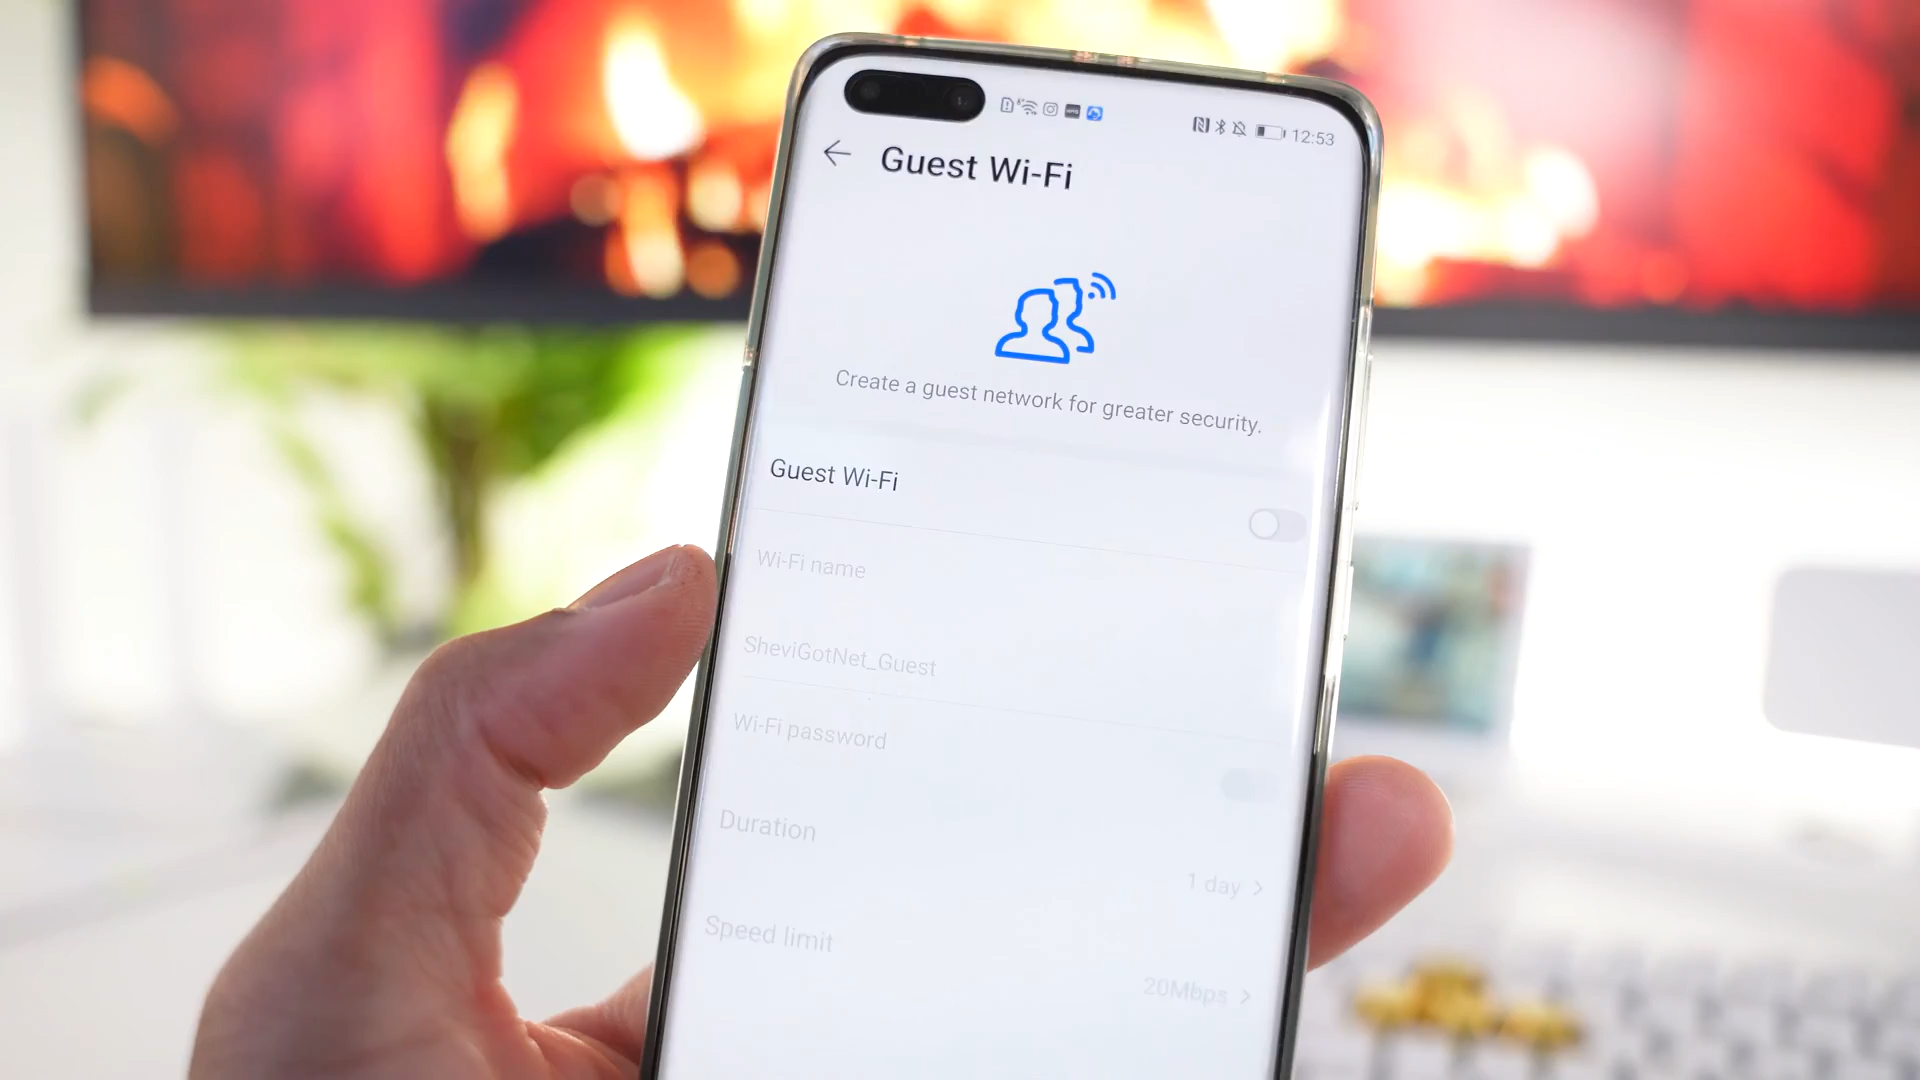 12:53
Guest Wi-Fi
Create a guest network for greater security.
Guest Wi-Fi
Wi-Fi name
SheviGotNet_Guest
Wi-Fi password
Duration
1 day
Speed limit
20Mbps